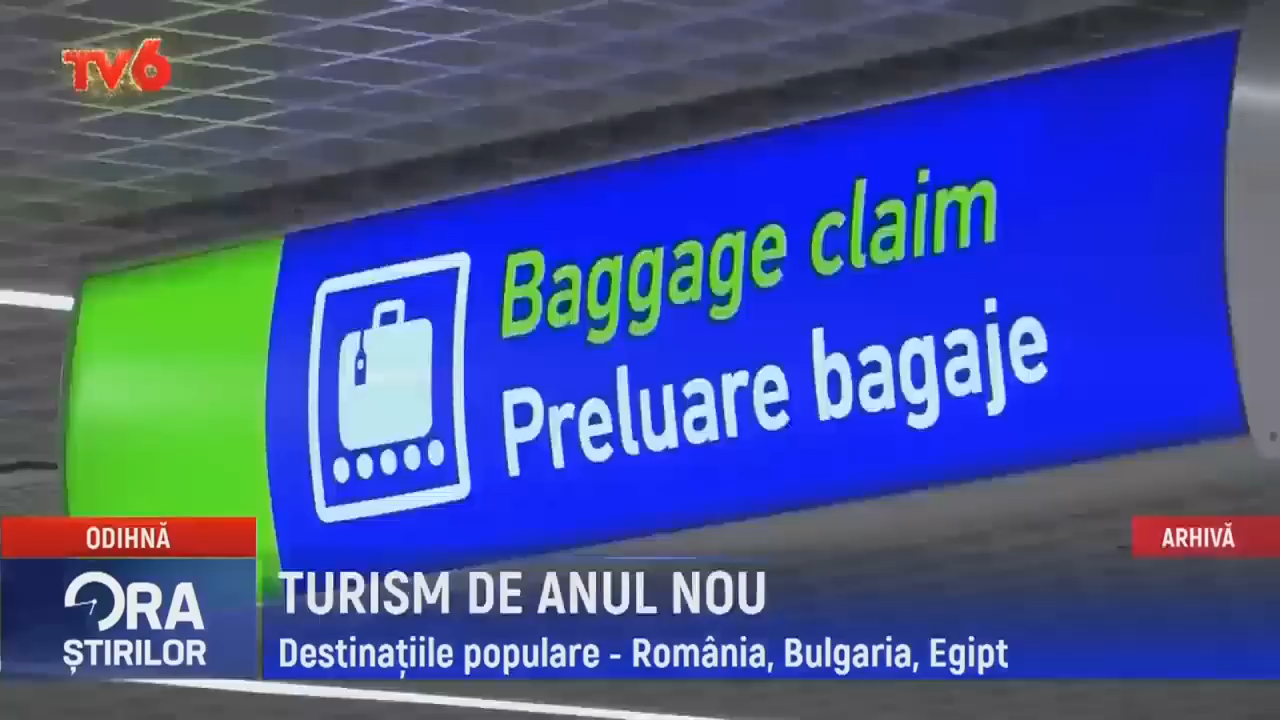 TV6
Baggage claim
Preluare bagaje
ODIHNĂ
ARHIVĂ
ORA
ȘTIRILOR
TURISM DE ANUL NOU
Destinațiile populare - România, Bulgaria, Egipt